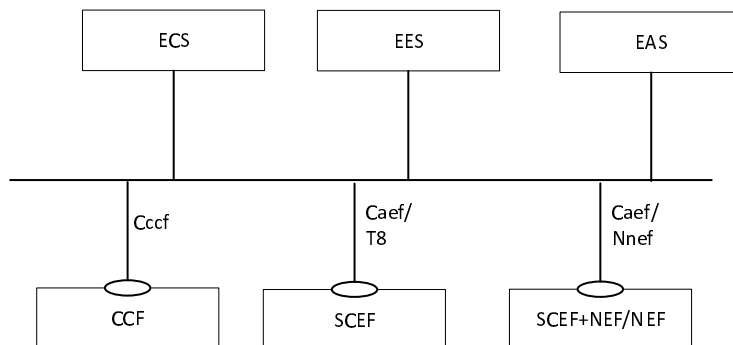 ECS
EES
EAS
Cccf
Caef/
T8
Caef/
Nnef
CCF
SCEF
SCEF+NEF/NEF